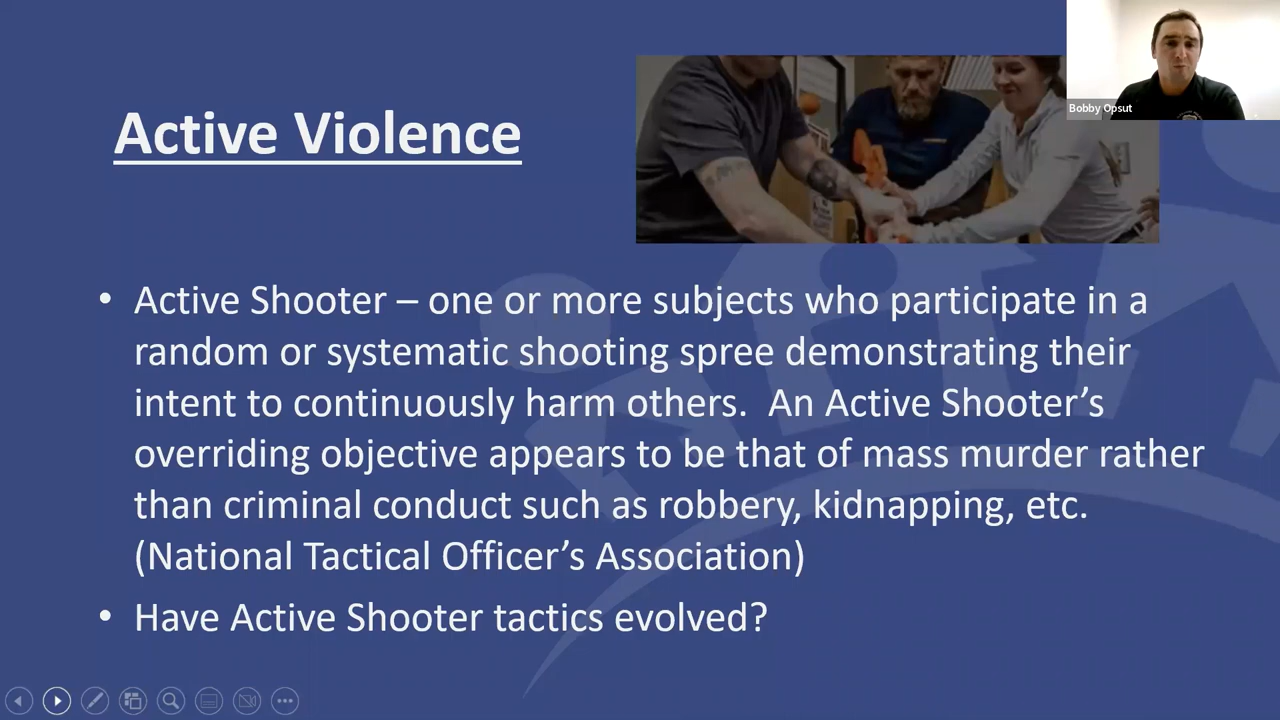 Bobby Opsut
Active Violence
• Active Shooter – one or more subjects who participate in a
random or systematic shooting spree demonstrating their
intent to continuously harm others.  An Active Shooter’s
overriding objective appears to be that of mass murder rather
than criminal conduct such as robbery, kidnapping, etc.
(National Tactical Officer’s Association)
• Have Active Shooter tactics evolved?